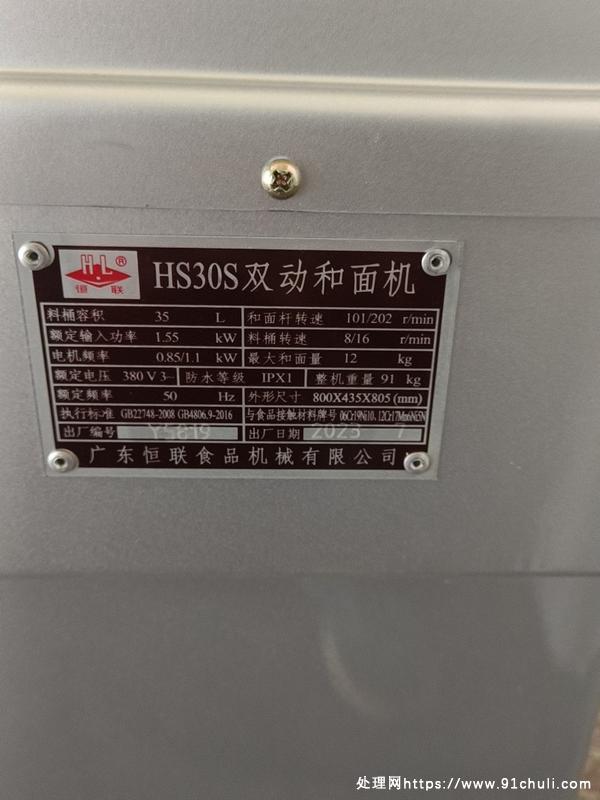 HL® 恒联
HS30S双动和面机
料桶容积 35 L 和面杆转速 101/202 r/min
额定输入功率 1.55 kW 料桶转速 8/16 r/min
电机频率 0.85/1.1 kW 最大和面量 12 kg
额定电压 380V3~ 防水等级 IPX1 整机重量 91 kg
额定频率 50 Hz 外形尺寸 800X435X805(mm)
执行标准 GB22748-2008 GB4806.9-2016 与食品接触材料牌号 06Cr19Ni10、12Cr17Mn6Ni5N
出厂编号 Y5819 出厂日期 2023 7
广东恒联食品机械有限公司
处理网https://www.91chuli.com/